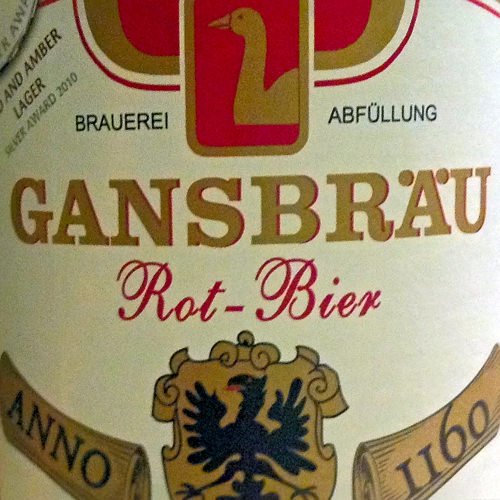 AND AMBER
LAGER
SILVER AWARD 2010
BRAUEREI
ABFÜLLUNG
GANSBRÄU
Rot-Bier
ANNO
1160